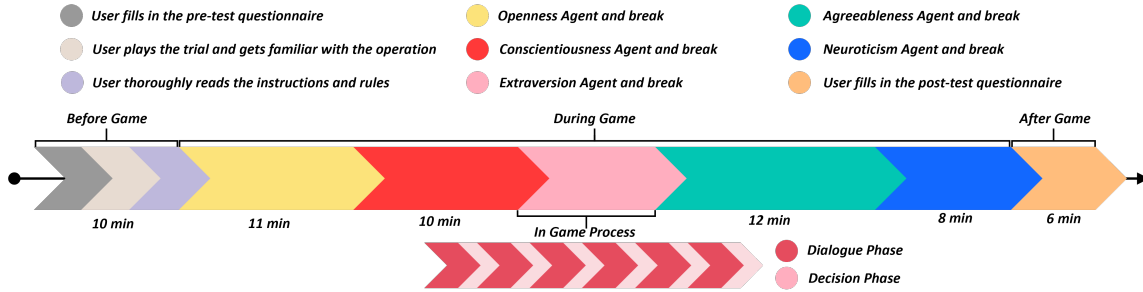 User fills in the pre-test questionnaire
User plays the trial and gets familiar with the operation
User thoroughly reads the instructions and rules
Openness Agent and break
Conscientiousness Agent and break
Extraversion Agent and break
Agreeableness Agent and break
Neuroticism Agent and break
User fills in the post-test questionnaire
Before Game
During Game
After Game
10 min
11 min
10 min
12 min
8 min
6 min
In Game Process
Dialogue Phase
Decision Phase